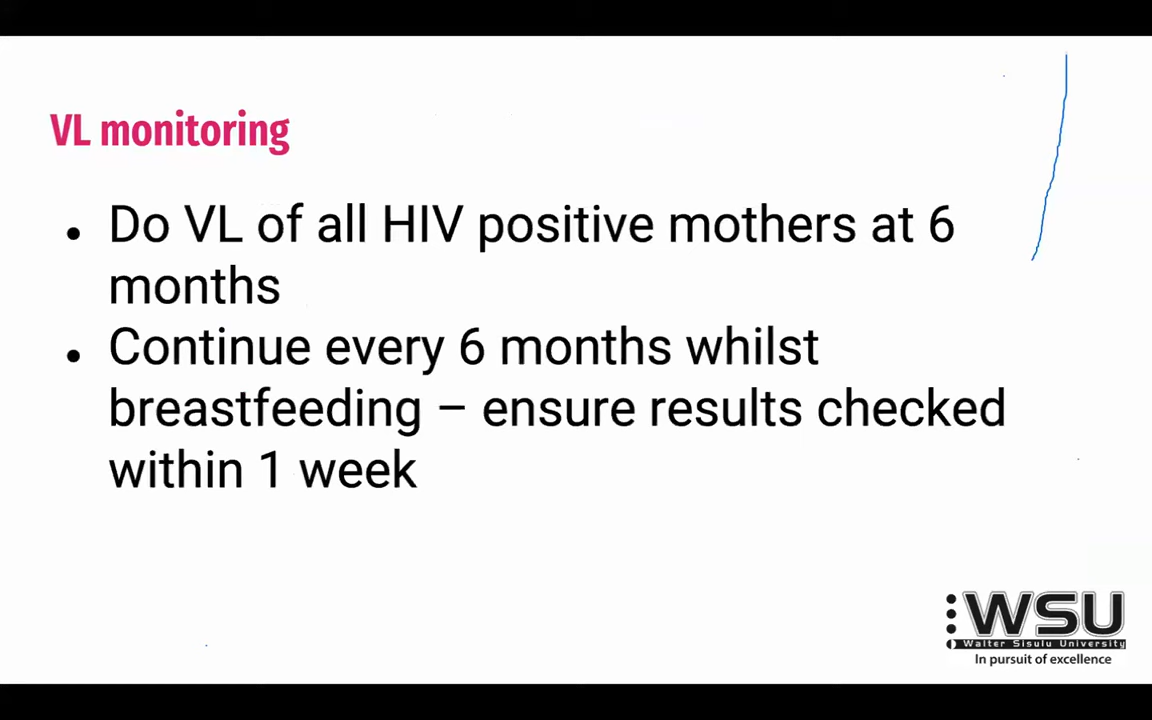 VL monitoring
• Do VL of all HIV positive mothers at 6
months
• Continue every 6 months whilst
breastfeeding – ensure results checked
within 1 week
WSU
Walter Sisulu University
In pursuit of excellence